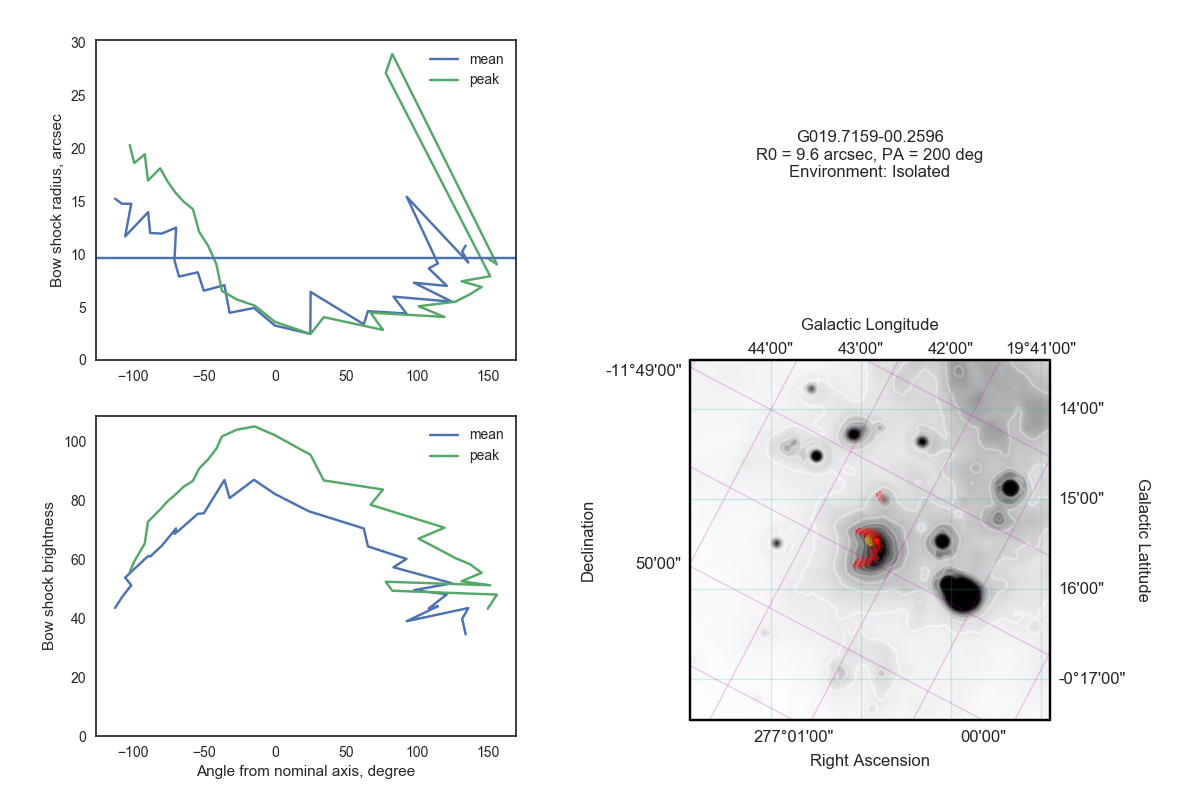 30
25
20
15
10
5
0
Bow shock radius, arcsec
mean
peak
−100
−50
0
50
100
150
100
80
60
40
20
0
Bow shock brightness
mean
peak
−100
−50
0
50
100
150
Angle from nominal axis, degree
G019.7159-00.2596
R0 = 9.6 arcsec, PA = 200 deg
Environment: Isolated
Galactic Longitude
44'00"
43'00"
42'00"
19°41'00"
-11°49'00"
50'00"
Declination
14'00"
15'00"
16'00"
-0°17'00"
Galactic Latitude
277°01'00"
00'00"
Right Ascension